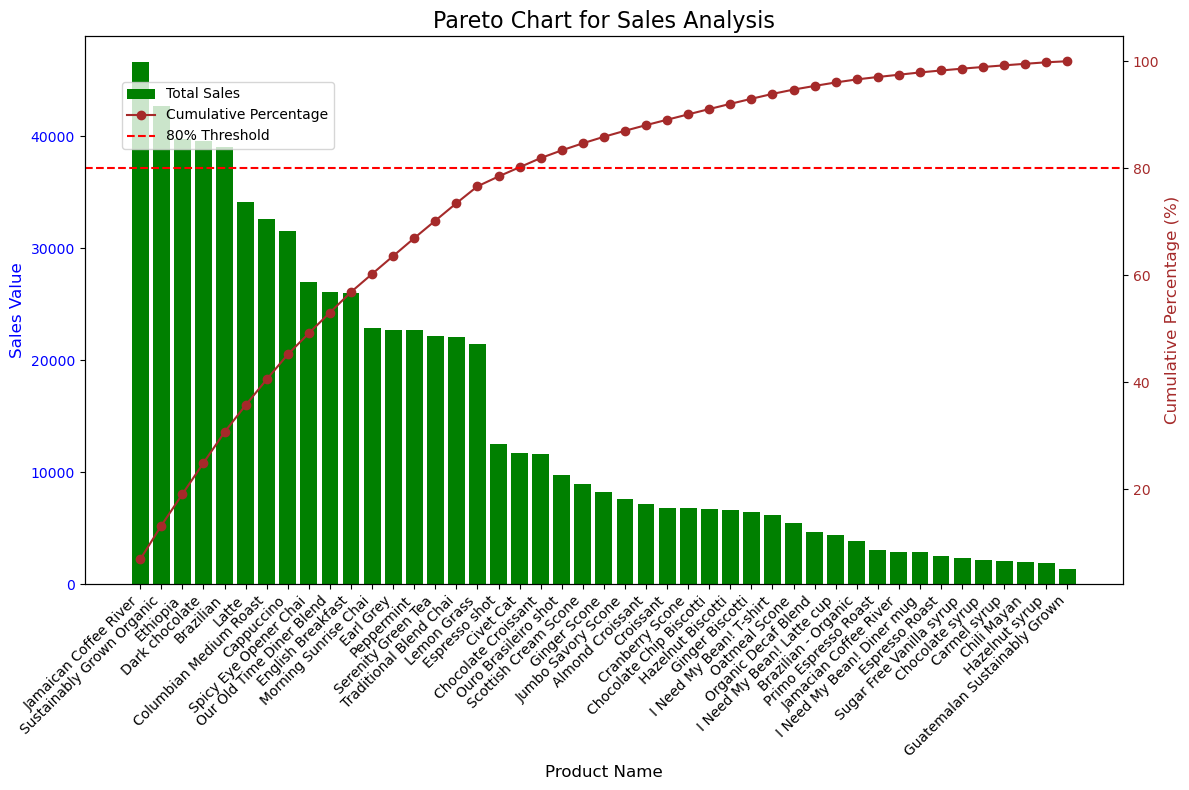 Pareto Chart for Sales Analysis
Total Sales
Cumulative Percentage
80% Threshold
Sales Value
40000
30000
20000
10000
0
100
80
60
40
20
Cumulative Percentage (%)
Jamaican Coffee River
Sustainably Grown Organic
Ethiopia
Dark chocolate
Brazilian
Latte
Columbian Medium Roast
Cappuccino
Spicy Eye Opener Chai
Our Old Time Diner Blend
English Breakfast
Morning Sunrise Chai
Earl Grey
Peppermint
Serenity Green Tea
Traditional Blend Chai
Lemon Grass
Espresso shot
Civet Cat
Chocolate Croissant
Ouro Brasileiro shot
Scottish Cream Scone
Ginger Scone
Jumbo Savory Scone
Almond Croissant
Croissant
Cranberry Scone
Chocolate Chip Biscotti
Hazelnut Biscotti
Ginger Biscotti
I Need My Bean! T-shirt
Oatmeal Scone
Organic Decaf Blend
I Need My Bean! Latte cup
Brazilian - Organic
Primo Espresso Roast
Jamacian Coffee River
I Need My Bean! Diner mug
Espresso Roast
Sugar Free Vanilla syrup
Chocolate syrup
Carmel syrup
Chili Mayan
Hazelnut syrup
Guatemalan Sustainably Grown
Product Name